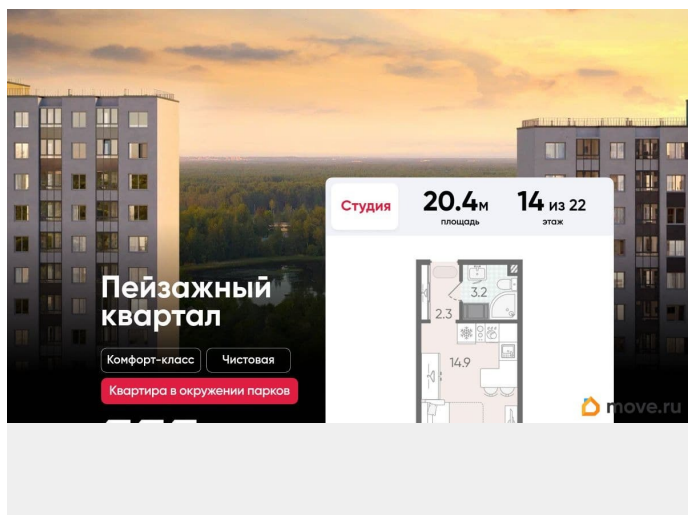 Студия
20.4м
площадь
14 из 22
этаж
Пейзажный
квартал
3.2
2.3
14.9
Комфорт-класс
Чистовая
Квартира в окружении парков
move.ru